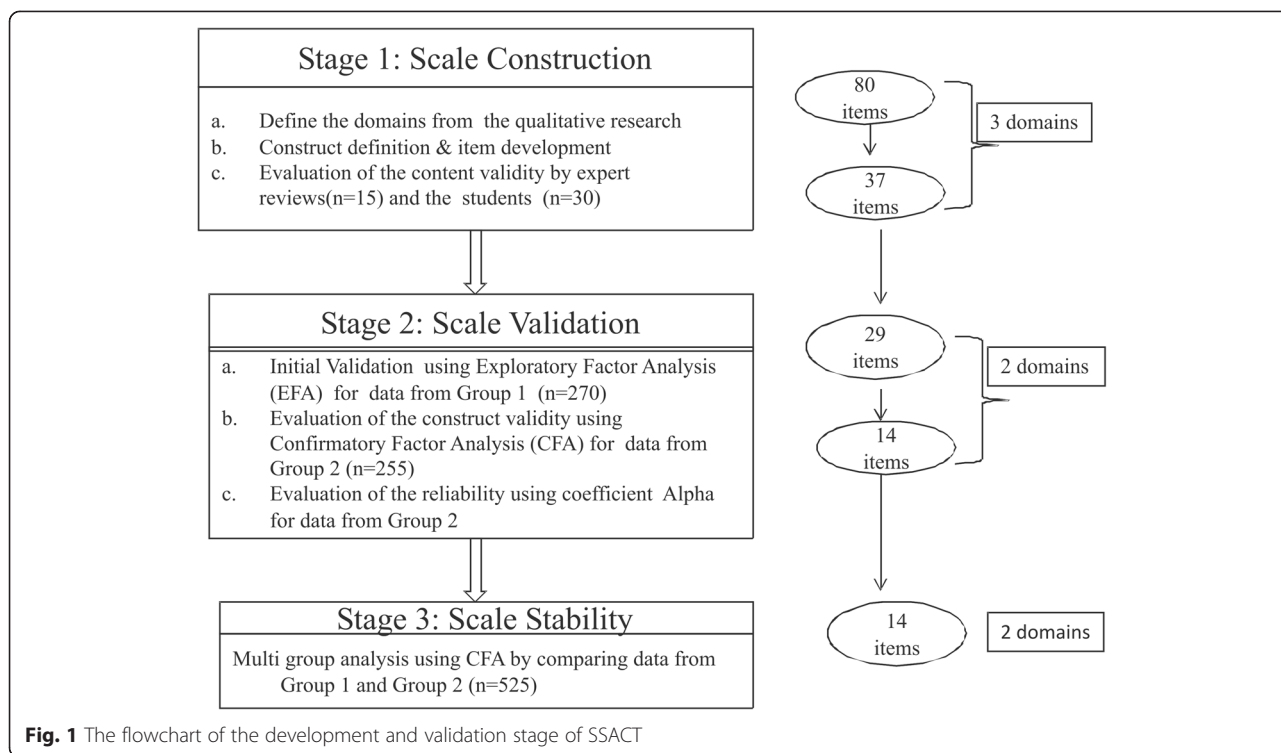 Stage 1: Scale Construction
a. Define the domains from the qualitative research
b. Construct definition & item development
c. Evaluation of the content validity by expert
reviews(n=15) and the students (n=30)
80
items
3 domains
37
items
Stage 2: Scale Validation
a. Initial Validation using Exploratory Factor Analysis
(EFA) for data from Group 1 (n=270)
b. Evaluation of the construct validity using
Confirmatory Factor Analysis (CFA) for data from
Group 2 (n=255)
c. Evaluation of the reliability using coefficient Alpha
for data from Group 2
29
items
2 domains
14
items
Stage 3: Scale Stability
Multi group analysis using CFA by comparing data from
Group 1 and Group 2 (n=525)
14
items
2 domains
Fig. 1 The flowchart of the development and validation stage of SSACT